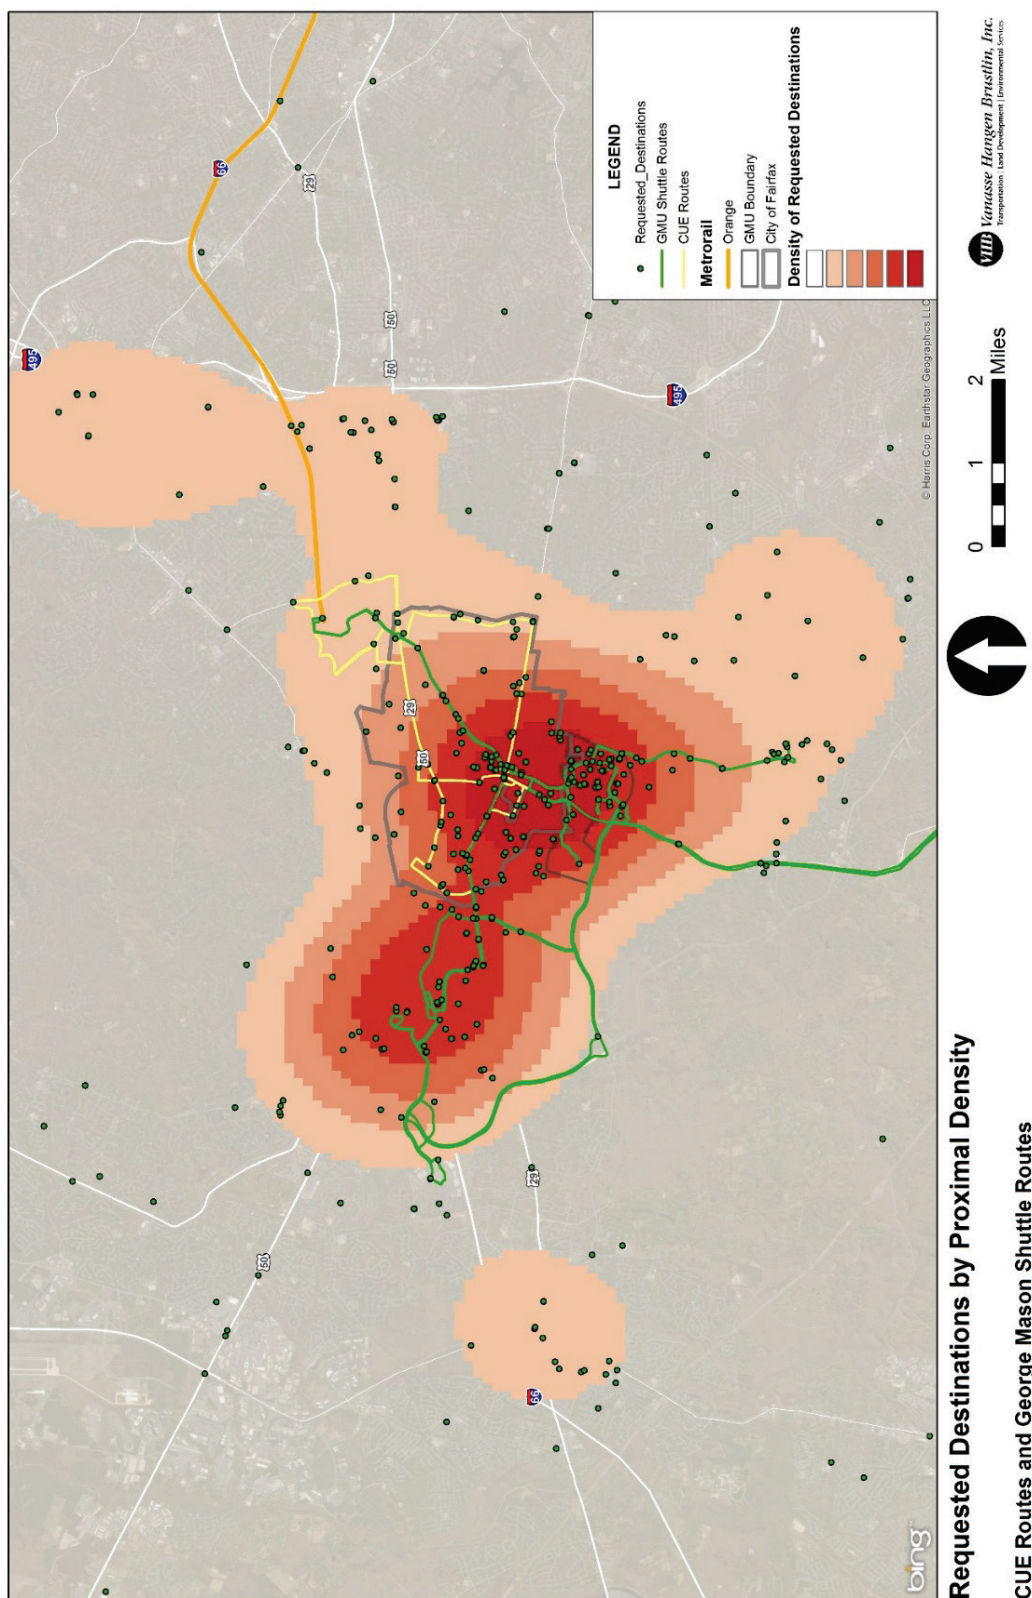 495
66
29
50
50
495
29
50
50
29
66
LEGEND
Requested_Destinations
GMU Shuttle Routes
CUE Routes
Metrorail
Orange
GMU Boundary
City of Fairfax
Density of Requested Destinations
© Harris Corp, Earthstar Geographics LLC
bing
Requested Destinations by Proximal Density
CUE Routes and George Mason Shuttle Routes
0 1 2 Miles
VHB Vanasse Hangen Brustlin, Inc.
Transportation | Land Development | Environmental Services